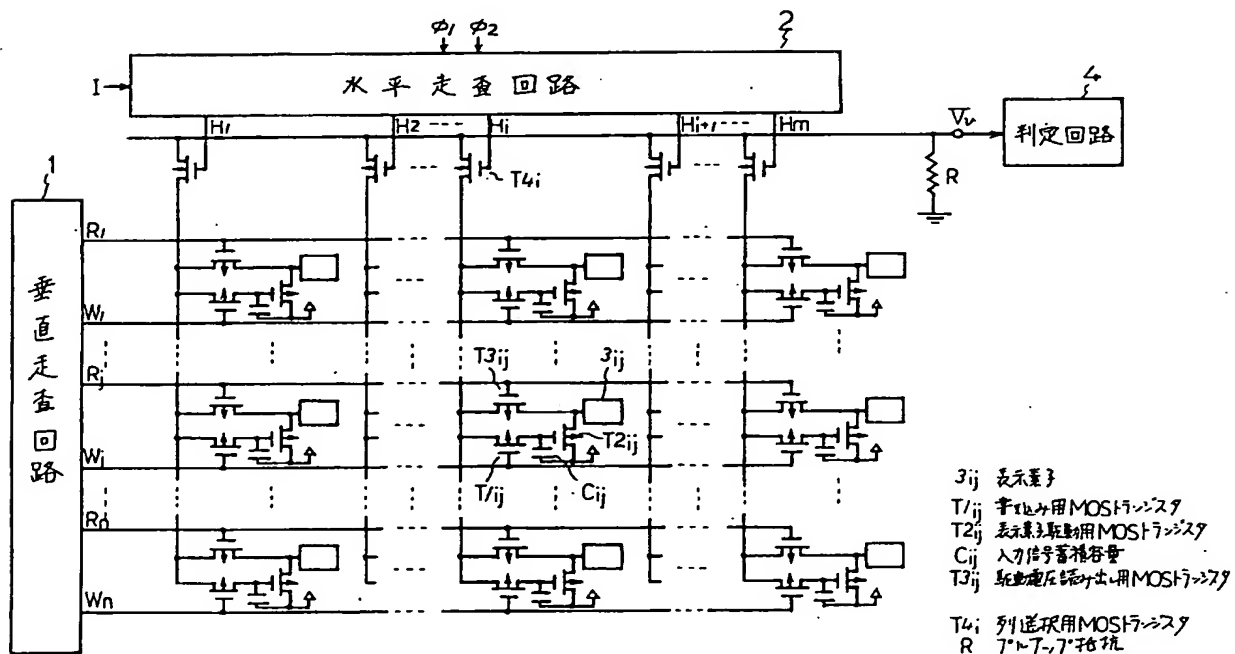 φ1 φ2
2
I
水平走査回路
H1 H2 Hi Hi+1 Hm
Vv
4
判定回路
R
T4i
1
垂直走査回路
R1
W1
Rj
T3ij
3ij
T2ij
Wj
T1ij
Cij
Rn
Wn
3ij 表示素子
T1ij 書き込み用MOSトランジスタ
T2ij 表示素子駆動用MOSトランジスタ
Cij 入力信号蓄積容量
T3ij 駆動電圧読み出し用MOSトランジスタ
T4i 列選択用MOSトランジスタ
R プルアップ抵抗